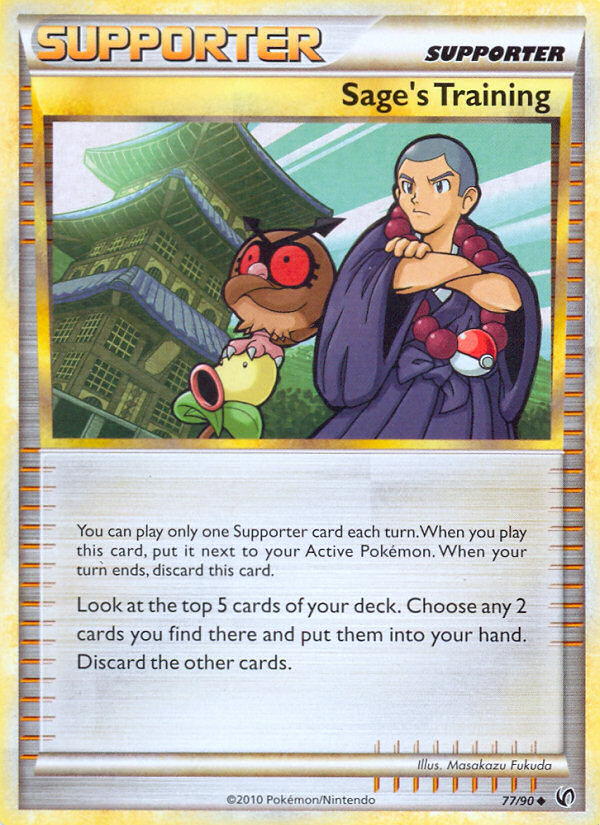 SUPPORTER
SUPPORTER
Sage's Training
You can play only one Supporter card each turn.When you play
this card, put it next to your Active Pokémon. When your
turn ends, discard this card.
Look at the top 5 cards of your deck. Choose any 2
cards you find there and put them into your hand.
Discard the other cards.
Illus. Masakazu Fukuda
©2010 Pokémon/Nintendo
77/90